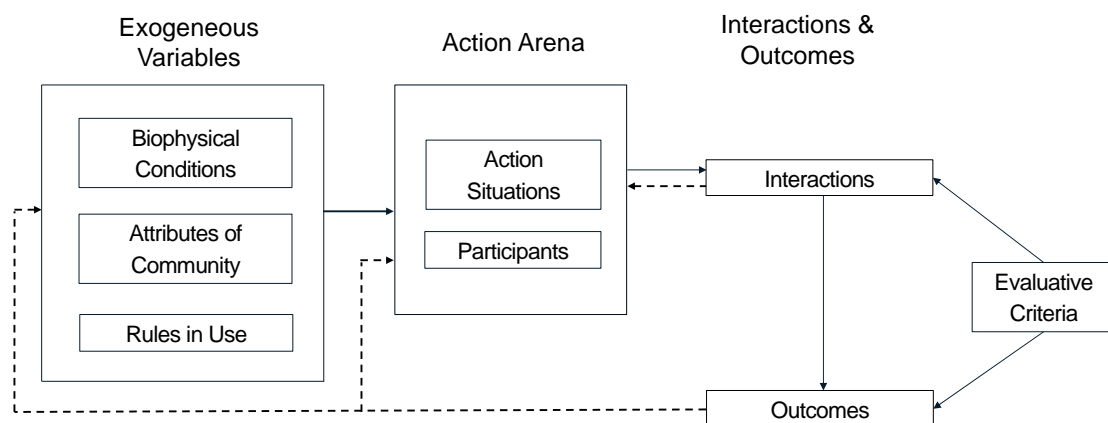 Exogeneous
Variables
Action Arena
Interactions &
Outcomes
Biophysical
Conditions
Attributes of
Community
Rules in Use
Action
Situations
Participants
Interactions
Evaluative
Criteria
Outcomes